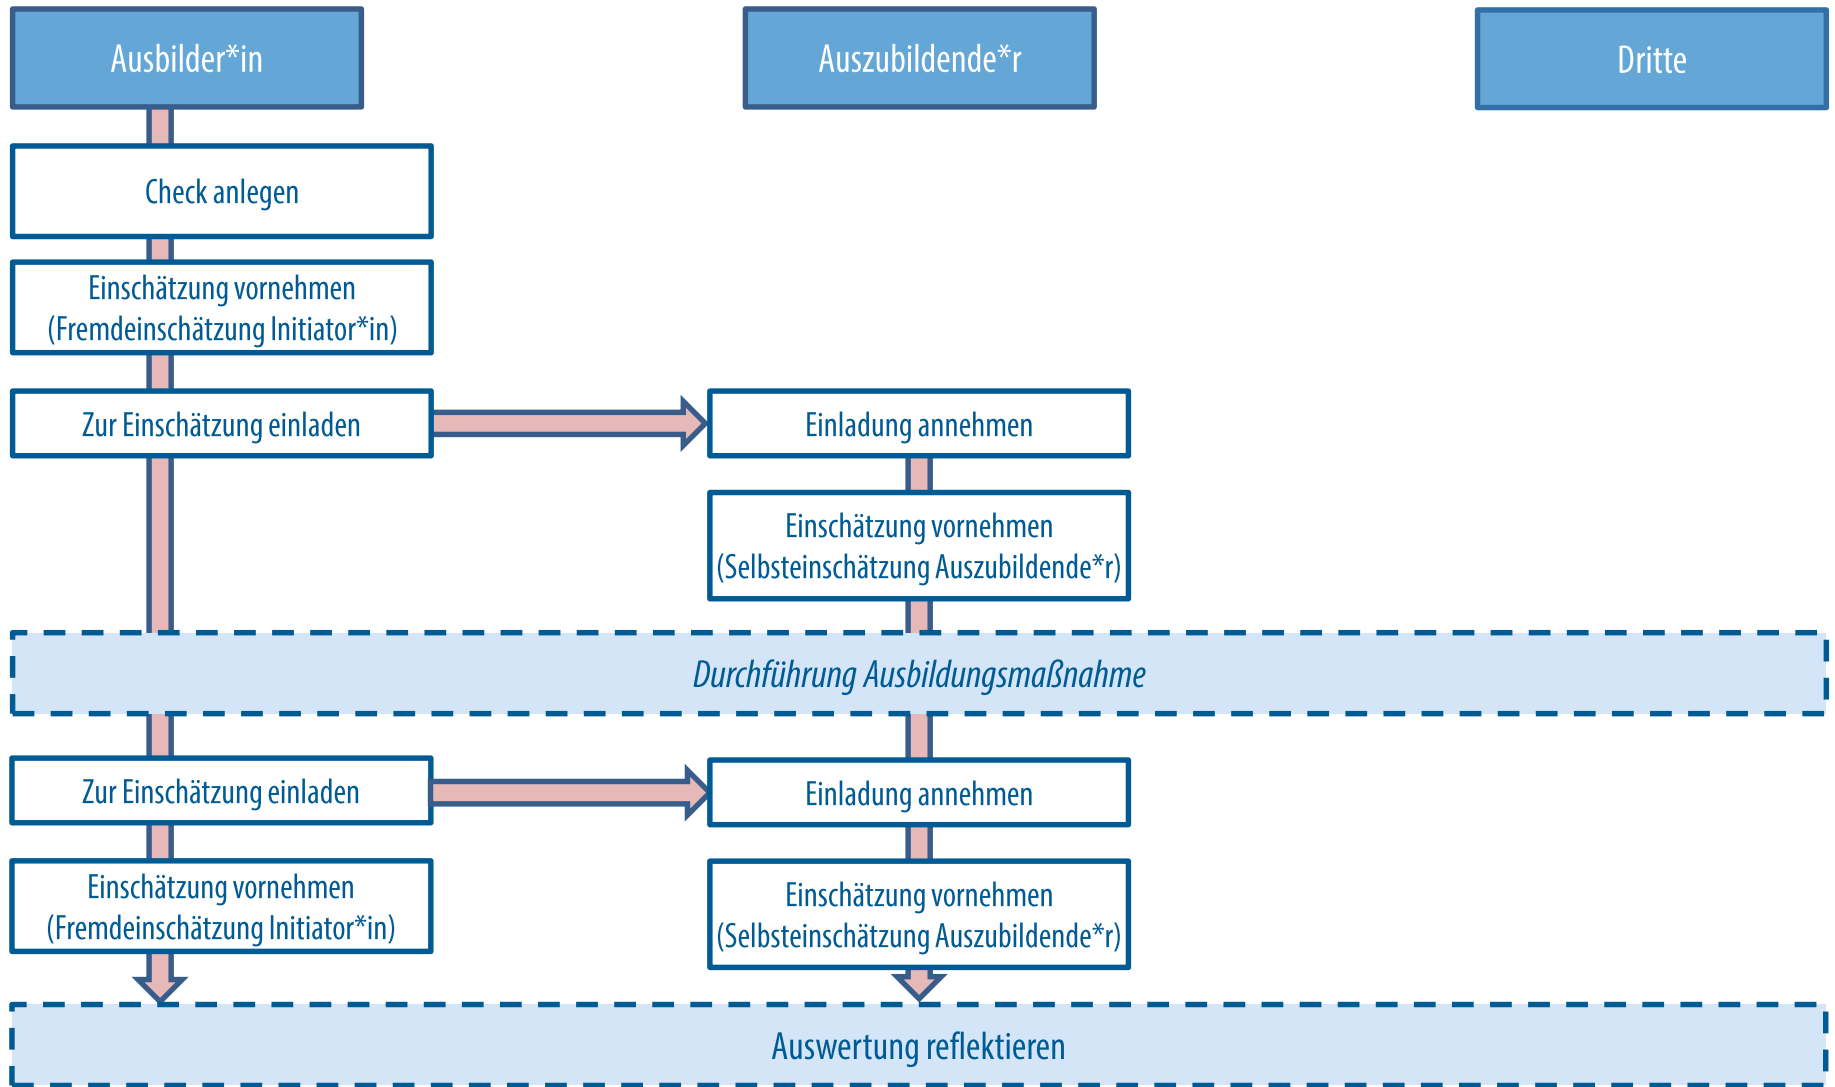 Ausbilder*in
Auszubildende*r
Dritte
Check anlegen
Einschätzung vornehmen
(Fremdeinschätzung Initiator*in)
Zur Einschätzung einladen
Einladung annehmen
Einschätzung vornehmen
(Selbsteinschätzung Auszubildende*r)
Durchführung Ausbildungsmaßnahme
Zur Einschätzung einladen
Einladung annehmen
Einschätzung vornehmen
(Fremdeinschätzung Initiator*in)
Einschätzung vornehmen
(Selbsteinschätzung Auszubildende*r)
Auswertung reflektieren